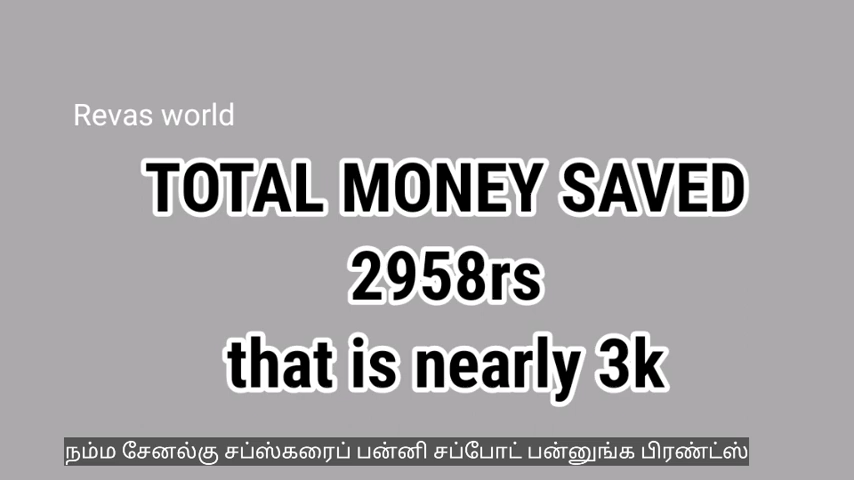 Revas world
TOTAL MONEY SAVED
2958rs
that is nearly 3k
நம்ம சேனல்கு சப்ஸ்கரைப் பன்னி சப்போட் பன்னுங்க பிரண்ட்ஸ்